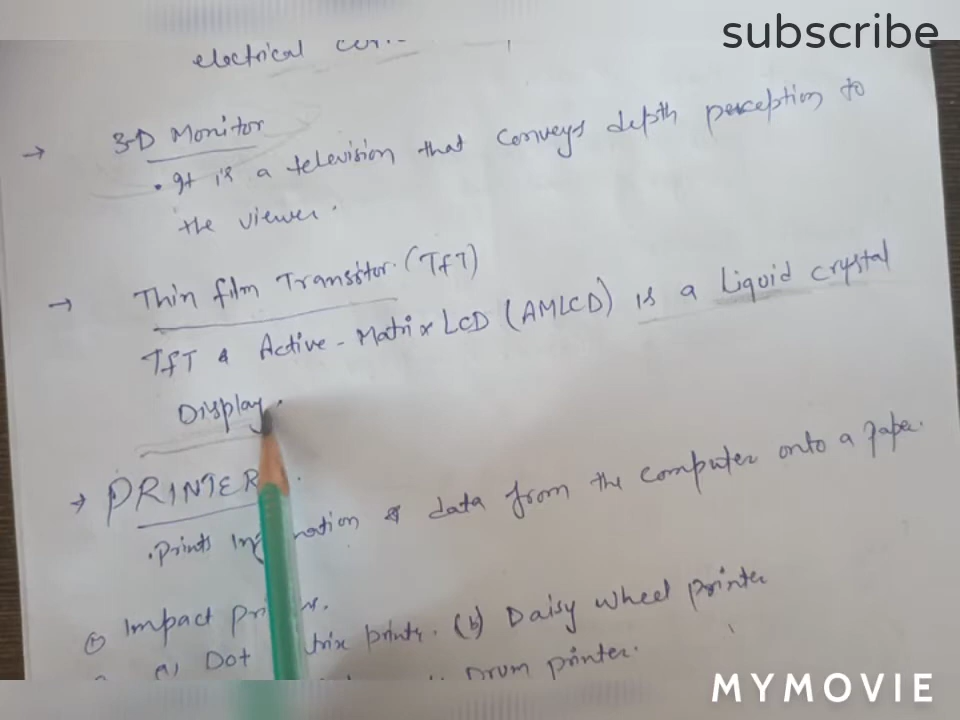 subscribe
electrical
→ 3-D Monitor
• It is a television that conveys depth perception to
the viewer.
→ Thin film Transistor. (TFT)
TFT & Active-Matrix LCD (AMLCD) is a Liquid crystal
Display.
→ PRINTER
• Prints data from the computer onto a paper.
Impact
a) Dot prints. (b) Daisy wheel printer
Drum printer.
MYMOVIE